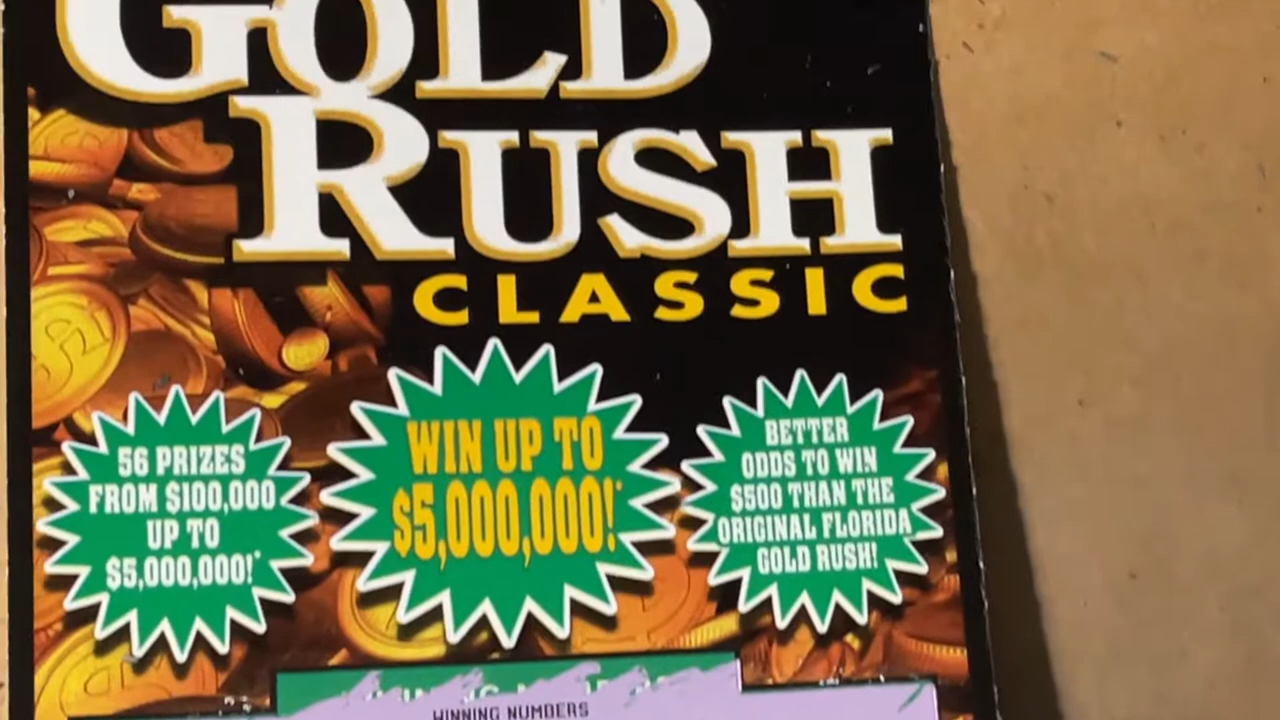 GOLD
RUSH
CLASSIC
56 PRIZES
FROM $100,000
UP TO
$5,000,000!*
WIN UP TO
$5,000,000!*
BETTER
ODDS TO WIN
$500 THAN THE
ORIGINAL FLORIDA
GOLD RUSH!
WINNING NUMBERS